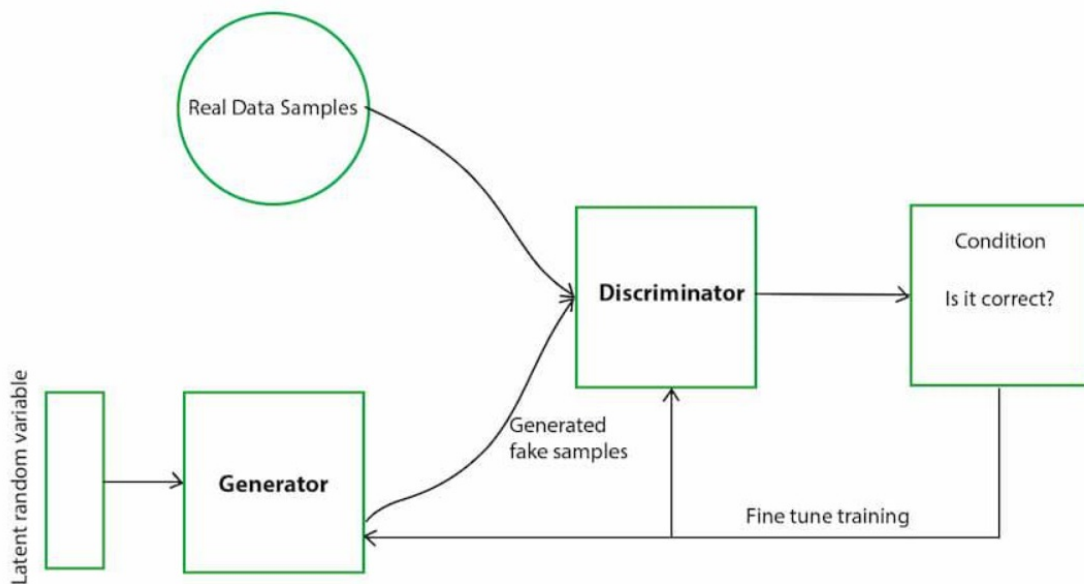 Real Data Samples
Discriminator
Condition
Is it correct?
Latent random variable
Generator
Generated
fake samples
Fine tune training